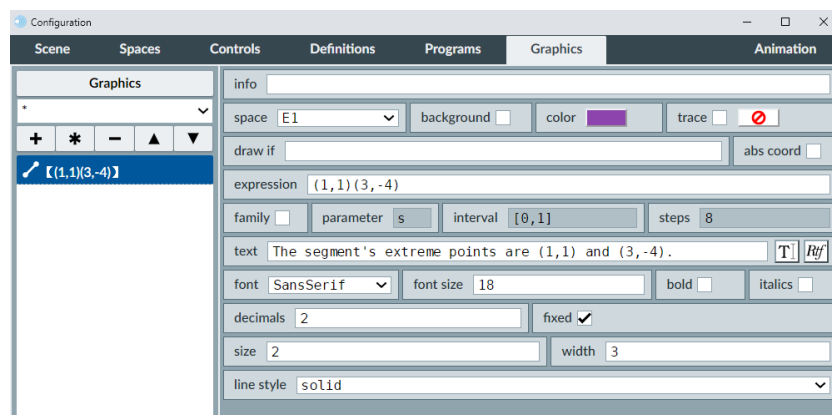 Configuration
Scene Spaces Controls Definitions Programs Graphics Animation
Graphics
*
info
space E1 background color trace
draw if abs coord
【(1,1)(3,-4)】
expression (1,1)(3,-4)
family parameter s interval [0,1] steps 8
text The segment's extreme points are (1,1) and (3,-4). T Rtf
font SansSerif font size 18 bold italics
decimals 2 fixed
size 2 width 3
line style solid